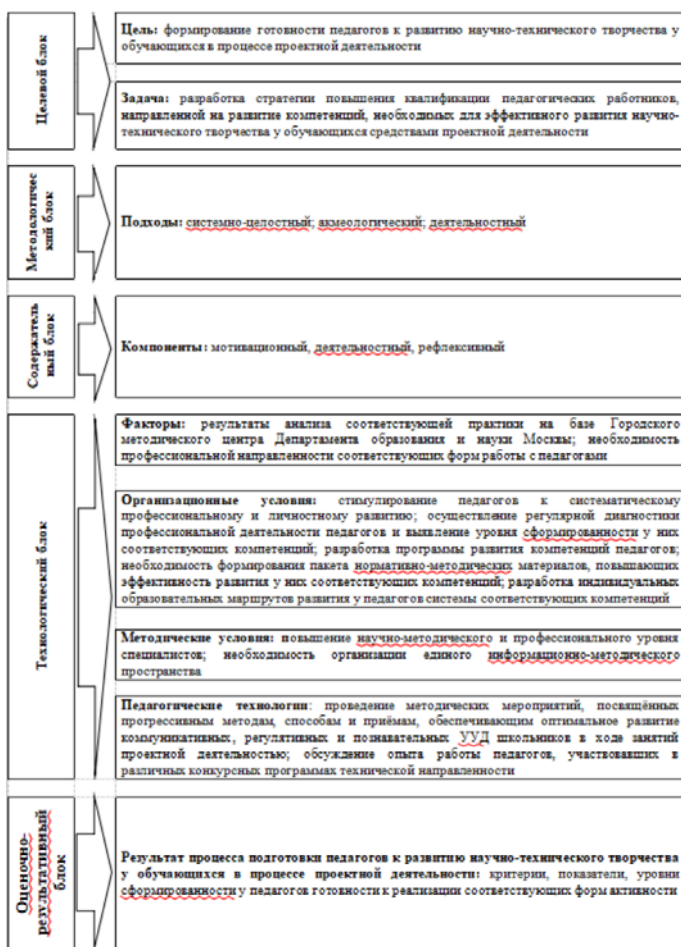 Целевой блок
Цель: формирование готовности педагогов к развитию научно-технического творчества у
обучающихся в процессе проектной деятельности
Задача: разработка стратегии повышения квалификации педагогических работников,
направленной на развитие компетенций, необходимых для эффективного развития научно-
технического творчества у обучающихся средствами проектной деятельности
Методологичес
кий блок
Подходы: системно-целостный; акмеологический; деятельностный
Содержатель
ный блок
Компоненты: мотивационный, деятельностный, рефлексивный
Технологический блок
Факторы: результаты анализа соответствующей практики на базе Городского
методического центра Департамента образования и науки Москвы; необходимость
профессиональной направленности соответствующих форм работы с педагогами
Организационные условия: стимулирование педагогов к систематическому
профессиональному и личностному развитию; осуществление регулярной диагностики
профессиональной деятельности педагогов и выявление уровня сформированности у них
соответствующих компетенций; разработка программы развития компетенций педагогов;
необходимость формирования пакета нормативно-методических материалов, повышающих
эффективность развития у них соответствующих компетенций; разработка индивидуальных
образовательных маршрутов развития у педагогов системы соответствующих компетенций
Методические условия: повышение научно-методического и профессионального уровня
специалистов; необходимость организации единого информационно-методического
пространства
Педагогические технологии: проведение методических мероприятий, посвящённых
прогрессивным методам, способам и приёмам, обеспечивающим оптимальное развитие
коммуникативных, регулятивных и познавательных УУД школьников в ходе занятий
проектной деятельностью; обсуждение опыта работы педагогов, участвовавших в
различных конкурсных программах технической направленности
Оценочно-
результативный
блок
Результат процесса подготовки педагогов к развитию научно-технического творчества
у обучающихся в процессе проектной деятельности: критерии, показатели, уровни
сформированности у педагогов готовности к реализации соответствующих форм активности